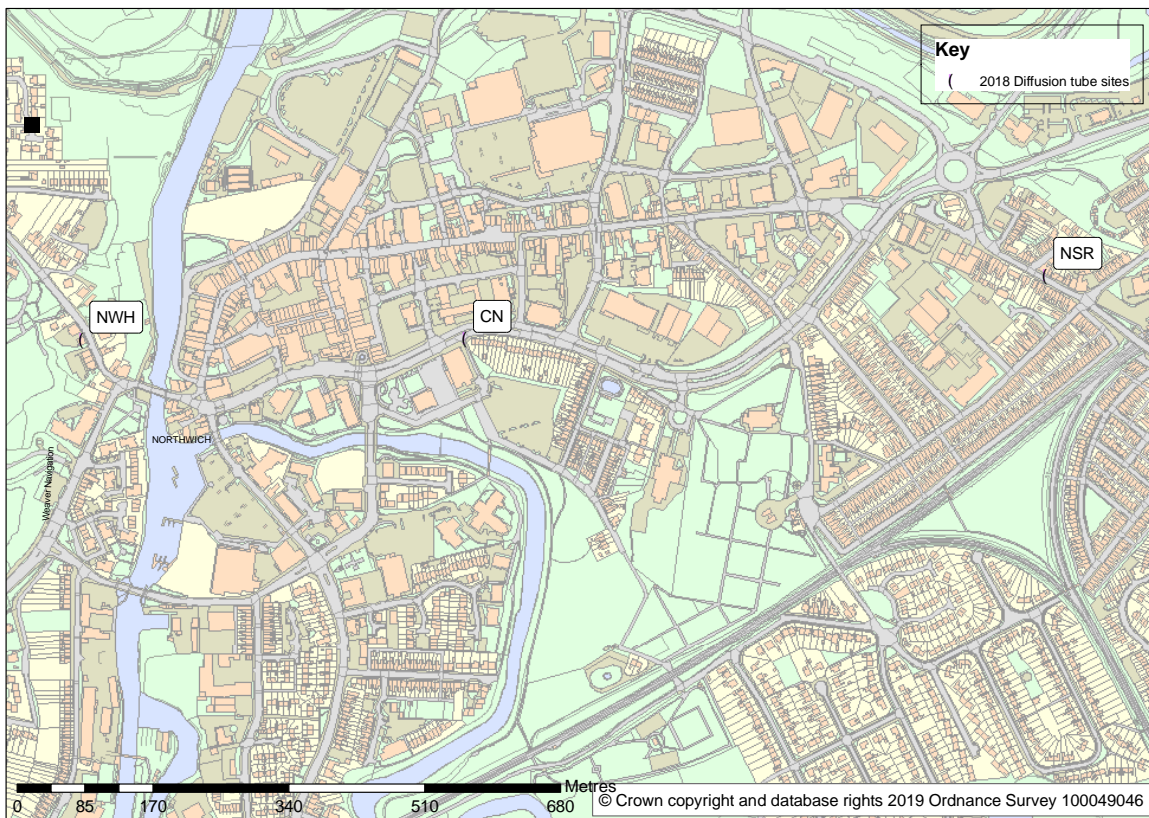 Key
( 2018 Diffusion tube sites
NSR
NWH
CN
NORTHWICH
Weaver Navigation
Metres
0 85 170 340 510 680
© Crown copyright and database rights 2019 Ordnance Survey 100049046